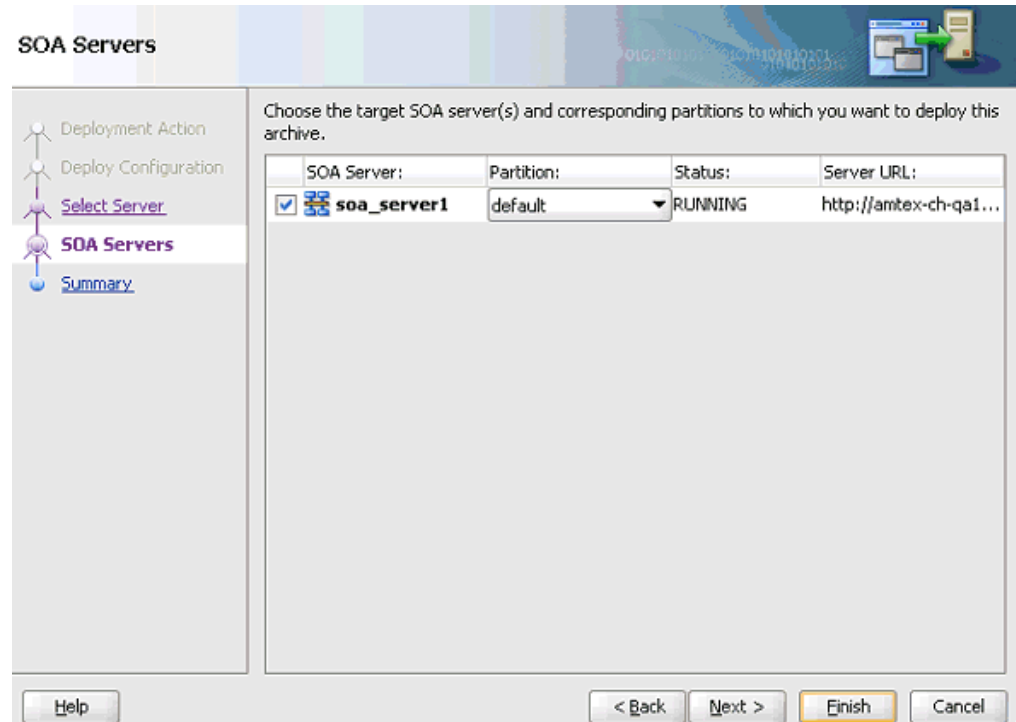 SOA Servers
Deployment Action
Deploy Configuration
Select Server
SOA Servers
Summary
Choose the target SOA server(s) and corresponding partitions to which you want to deploy this
archive.
SOA Server: Partition: Status: Server URL:
soa_server1 default RUNNING http://amtex-ch-qa1...
Help < Back Next > Finish Cancel